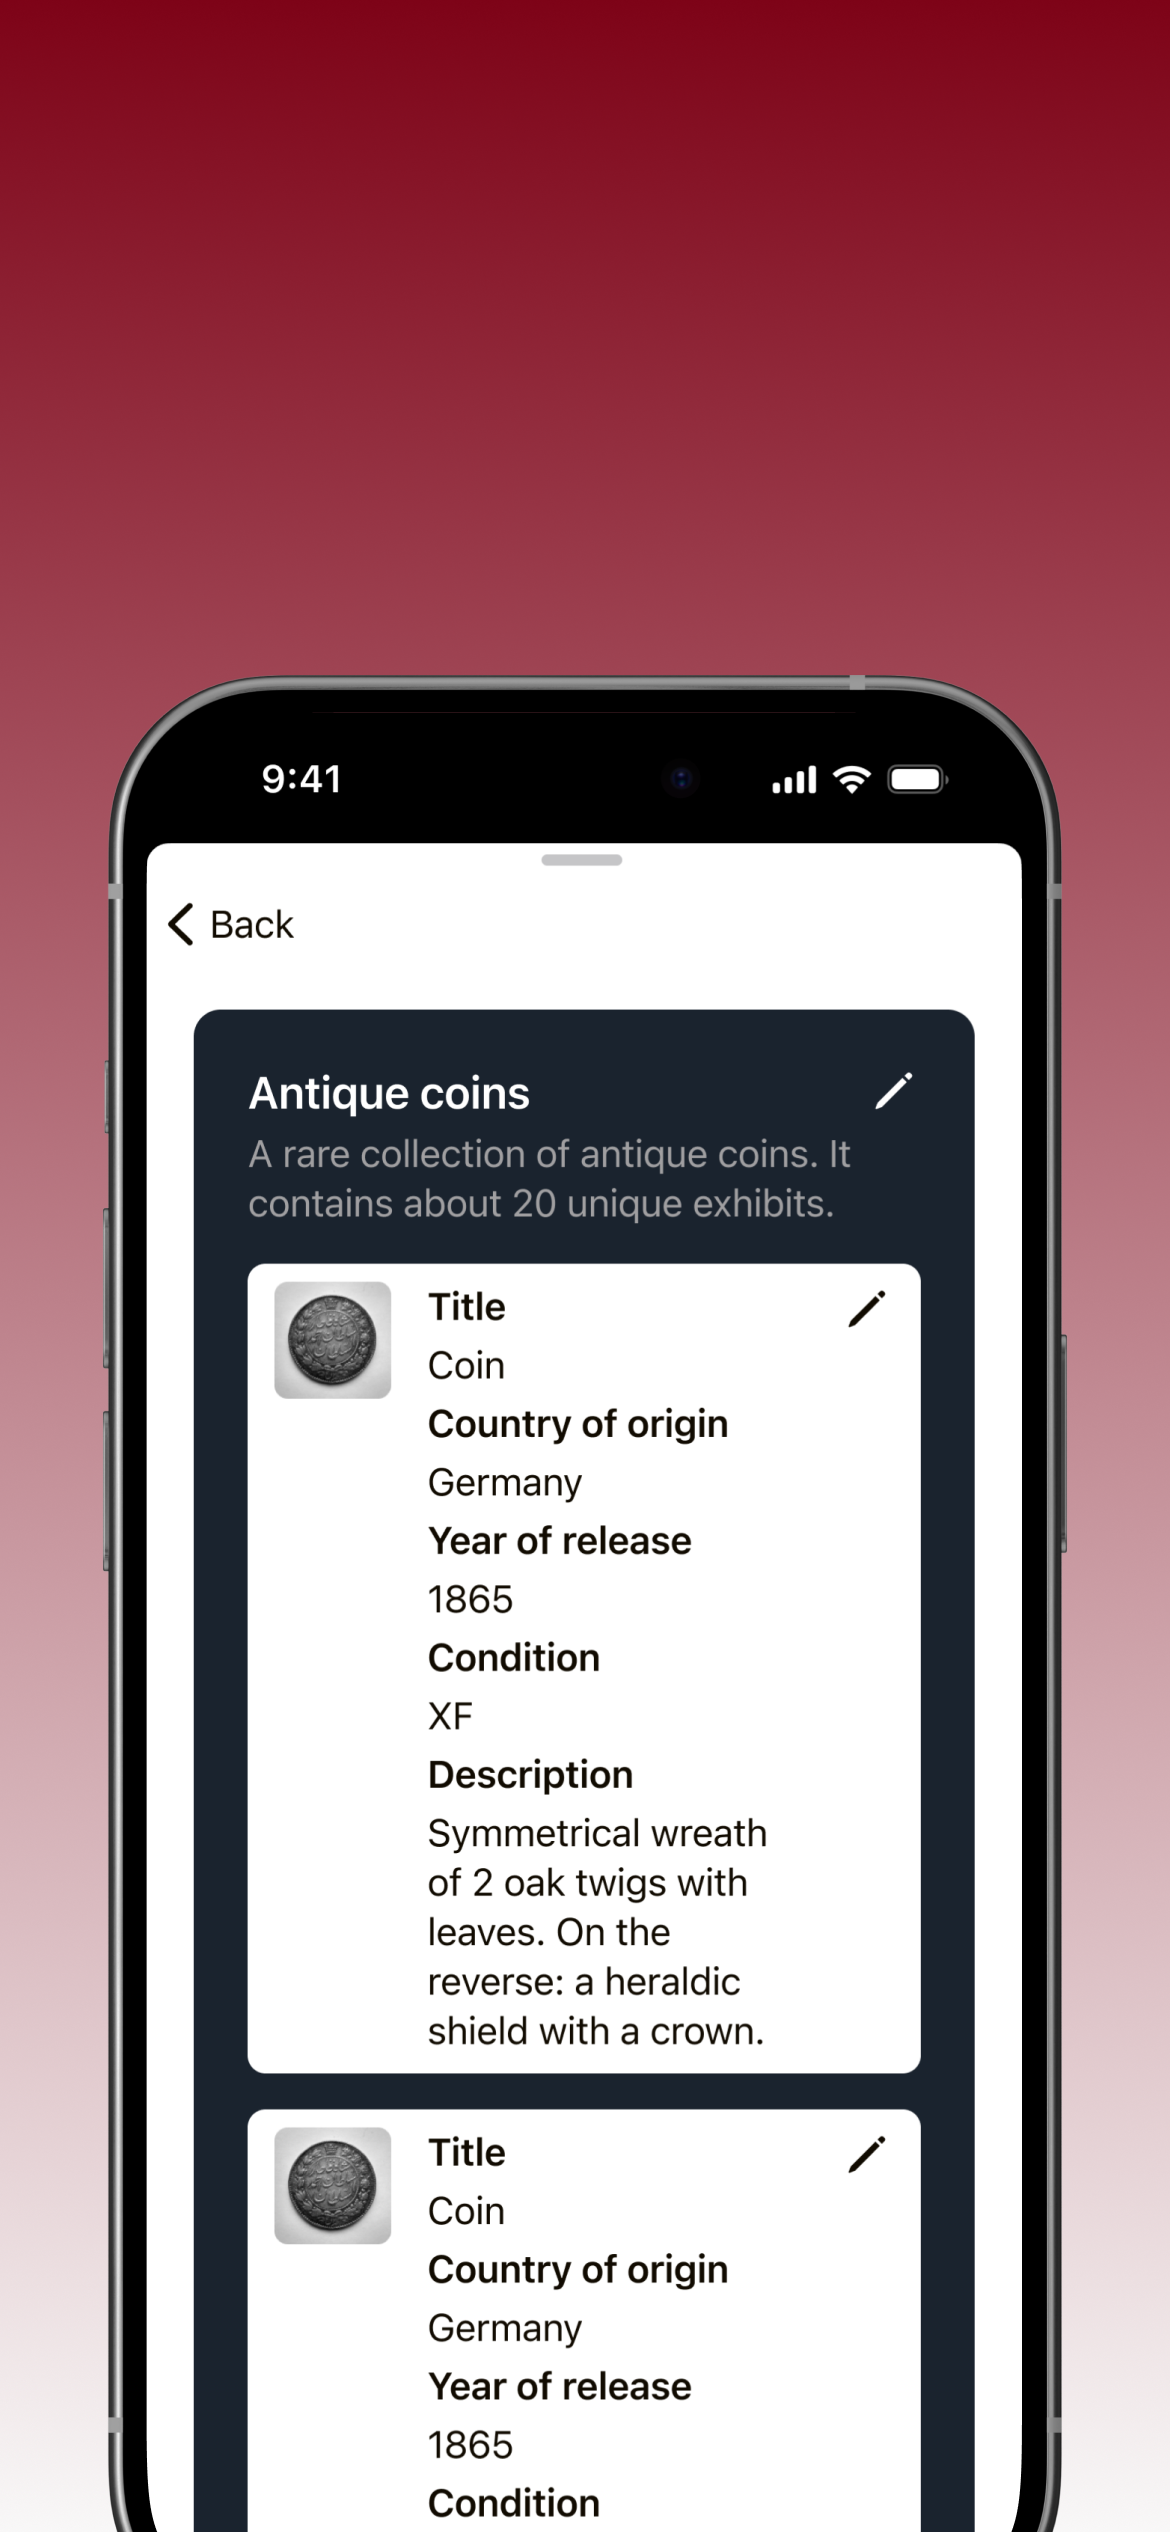 9:41
Back
Antique coins
A rare collection of antique coins. It
contains about 20 unique exhibits.
Title
Coin
Country of origin
Germany
Year of release
1865
Condition
XF
Description
Symmetrical wreath
of 2 oak twigs with
leaves. On the
reverse: a heraldic
shield with a crown.
Title
Coin
Country of origin
Germany
Year of release
1865
Condition